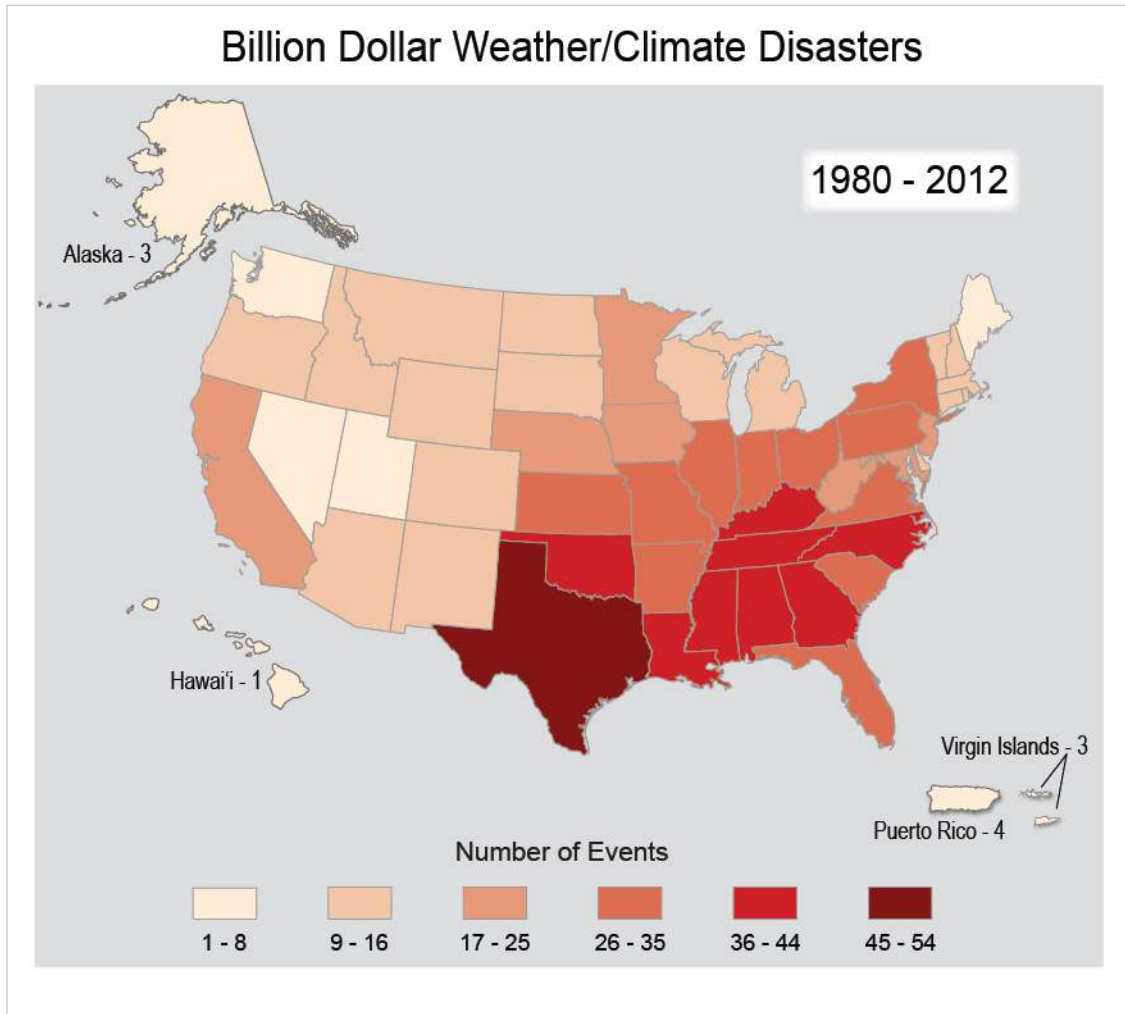 Billion Dollar Weather/Climate Disasters
1980 - 2012
Alaska - 3
Hawai‘i - 1
Virgin Islands - 3
Puerto Rico - 4
Number of Events
1 - 8
9 - 16
17 - 25
26 - 35
36 - 44
45 - 54